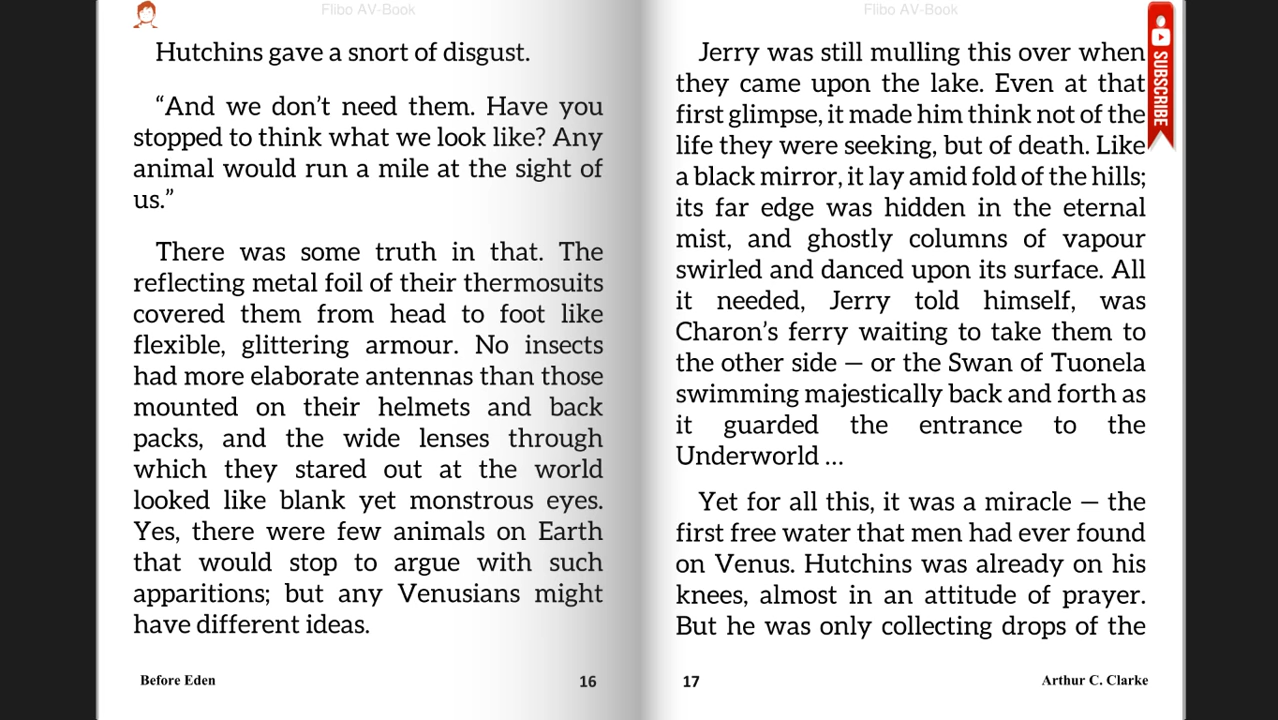 Flibo AV-Book
Hutchins gave a snort of disgust.
“And we don’t need them. Have you
stopped to think what we look like? Any
animal would run a mile at the sight of
us.”
There was some truth in that. The
reflecting metal foil of their thermosuits
covered them from head to foot like
flexible, glittering armour. No insects
had more elaborate antennas than those
mounted on their helmets and back
packs, and the wide lenses through
which they stared out at the world
looked like blank yet monstrous eyes.
Yes, there were few animals on Earth
that would stop to argue with such
apparitions; but any Venusians might
have different ideas.
Before Eden
16
Flibo AV-Book
SUBSCRIBE
Jerry was still mulling this over when
they came upon the lake. Even at that
first glimpse, it made him think not of the
life they were seeking, but of death. Like
a black mirror, it lay amid fold of the hills;
its far edge was hidden in the eternal
mist, and ghostly columns of vapour
swirled and danced upon its surface. All
it needed, Jerry told himself, was
Charon’s ferry waiting to take them to
the other side — or the Swan of Tuonela
swimming majestically back and forth as
it guarded the entrance to the
Underworld ...
Yet for all this, it was a miracle — the
first free water that men had ever found
on Venus. Hutchins was already on his
knees, almost in an attitude of prayer.
But he was only collecting drops of the
17
Arthur C. Clarke